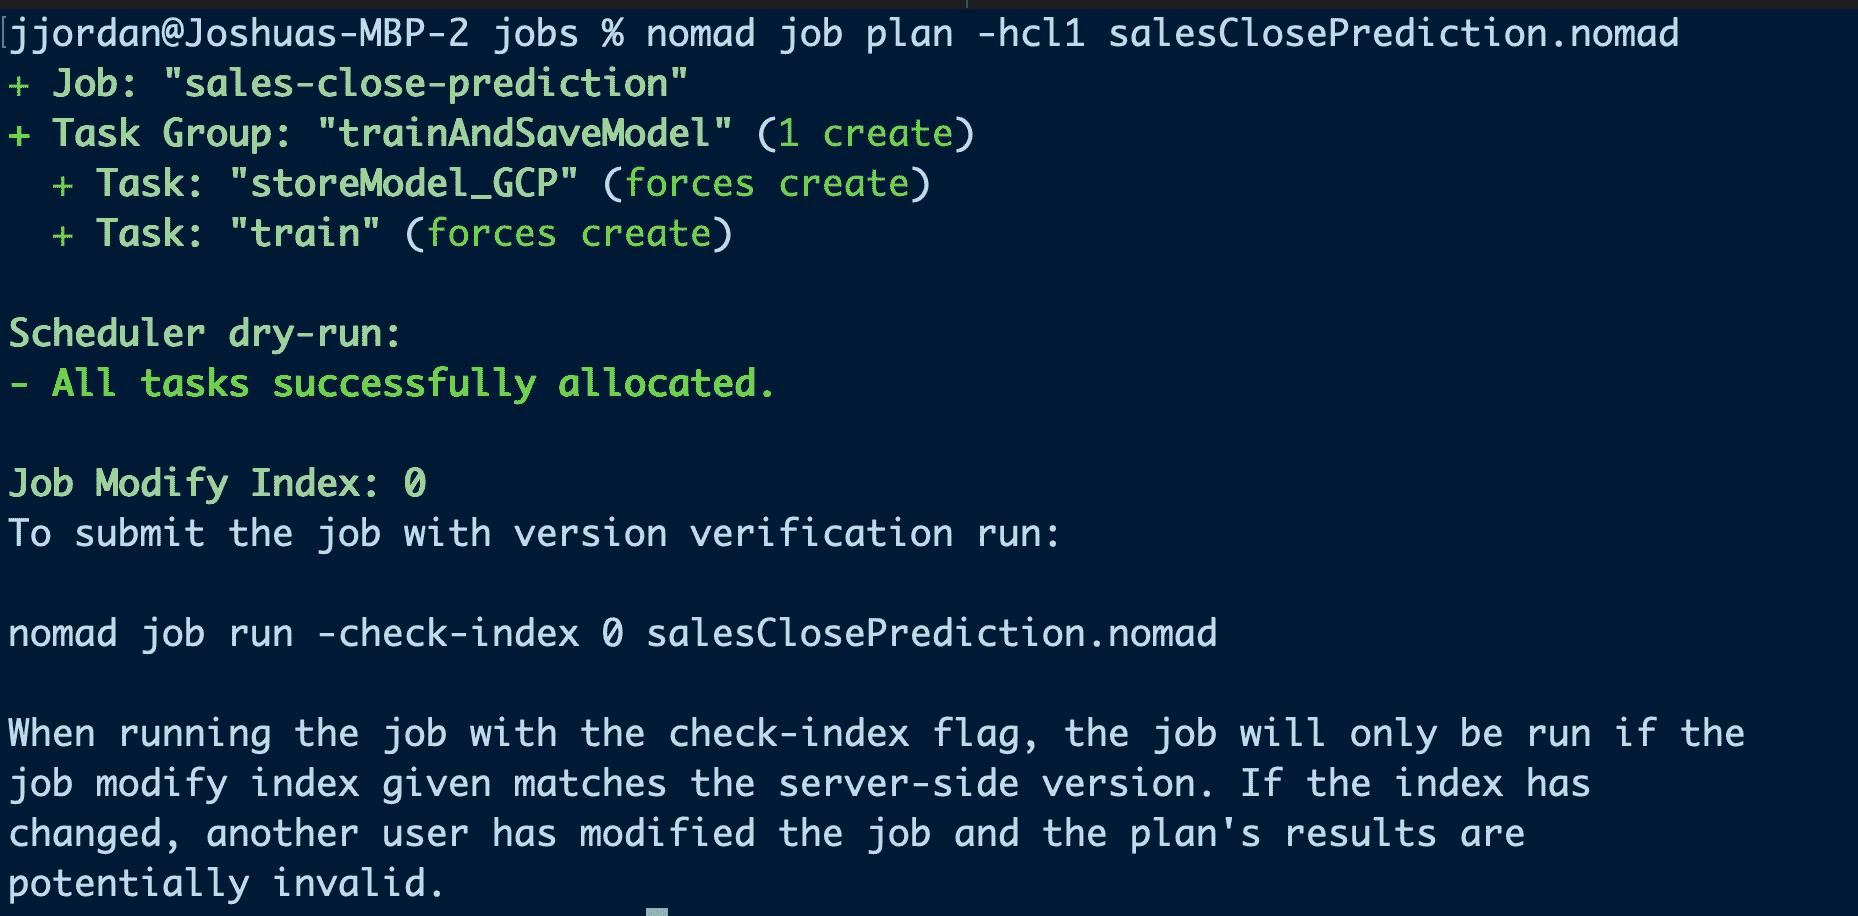 jjordan@Joshuas-MBP-2 jobs % nomad job plan -hcl1 salesClosePrediction.nomad
+ Job: "sales-close-prediction"
+ Task Group: "trainAndSaveModel" (1 create)
+ Task: "storeModel_GCP" (forces create)
+ Task: "train" (forces create)
Scheduler dry-run:
- All tasks successfully allocated.
Job Modify Index: 0
To submit the job with version verification run:
nomad job run -check-index 0 salesClosePrediction.nomad
When running the job with the check-index flag, the job will only be run if the
job modify index given matches the server-side version. If the index has
changed, another user has modified the job and the plan's results are
potentially invalid.